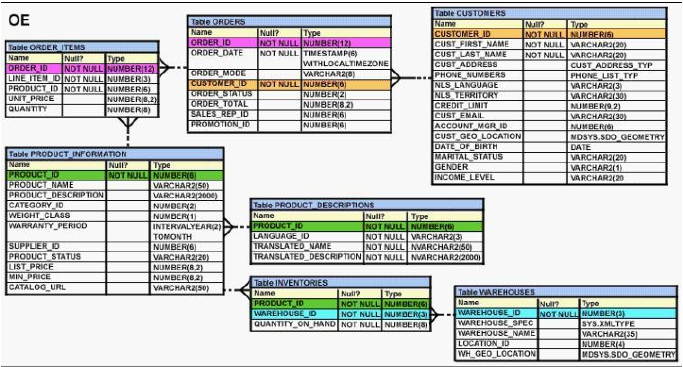 OE
Table ORDER_ITEMS
Name Null? Type
ORDER_ID NOT NULL NUMBER(12)
LINE_ITEM_ID NOT NULL NUMBER(3)
PRODUCT_ID NOT NULL NUMBER(6)
UNIT_PRICE NUMBER(8,2)
QUANTITY NUMBER(8)
Table ORDERS
Name Null? Type
ORDER_ID NOT NULL NUMBER(12)
ORDER_DATE NOT NULL TIMESTAMP(6)
WITHLOCALTIMEZONE
ORDER_MODE VARCHAR2(8)
CUSTOMER_ID NOT NULL NUMBER(6)
ORDER_STATUS NUMBER(2)
ORDER_TOTAL NUMBER(8,2)
SALES_REP_ID NUMBER(6)
PROMOTION_ID NUMBER(6)
Table CUSTOMERS
Name Null? Type
CUSTOMER_ID NOT NULL NUMBER(6)
CUST_FIRST_NAME NOT NULL VARCHAR2(20)
CUST_LAST_NAME NOT NULL VARCHAR2(20)
CUST_ADDRESS CUST_ADDRESS_TYP
PHONE_NUMBERS PHONE_LIST_TYP
NLS_LANGUAGE VARCHAR2(3)
NLS_TERRITORY VARCHAR2(30)
CREDIT_LIMIT NUMBER(9,2)
CUST_EMAIL VARCHAR2(30)
ACCOUNT_MGR_ID NUMBER(6)
CUST_GEO_LOCATION MDSYS.SDO_GEOMETRY
DATE_OF_BIRTH DATE
MARITAL_STATUS VARCHAR2(20)
GENDER VARCHAR2(1)
INCOME_LEVEL VARCHAR2(20
Table PRODUCT_INFORMATION
Name Null? Type
PRODUCT_ID NOT NULL NUMBER(6)
PRODUCT_NAME VARCHAR2(50)
PRODUCT_DESCRIPTION VARCHAR2(2000)
CATEGORY_ID NUMBER(2)
WEIGHT_CLASS NUMBER(1)
WARRANTY_PERIOD INTERVALYEAR(2)
TOMONTH
SUPPLIER_ID NUMBER(6)
PRODUCT_STATUS VARCHAR2(20)
LIST_PRICE NUMBER(8,2)
MIN_PRICE NUMBER(8,2)
CATALOG_URL VARCHAR2(50)
Table PRODUCT_DESCRIPTIONS
Name Null? Type
PRODUCT_ID NOT NULL NUMBER(6)
LANGUAGE_ID NOT NULL VARCHAR2(3)
TRANSLATED_NAME NOT NULL NVARCHAR2(50)
TRANSLATED_DESCRIPTION NOT NULL NVARCHAR2(2000)
Table INVENTORIES
Name Null? Type
PRODUCT_ID NOT NULL NUMBER(6)
WAREHOUSE_ID NOT NULL NUMBER(3)
QUANTITY_ON_HAND NOT NULL NUMBER(8)
Table WAREHOUSES
Name Null? Type
WAREHOUSE_ID NOT NULL NUMBER(3)
WAREHOUSE_SPEC SYS.XMLTYPE
WAREHOUSE_NAME VARCHAR2(35)
LOCATION_ID NUMBER(4)
WH_GEO_LOCATION MDSYS.SDO_GEOMETRY